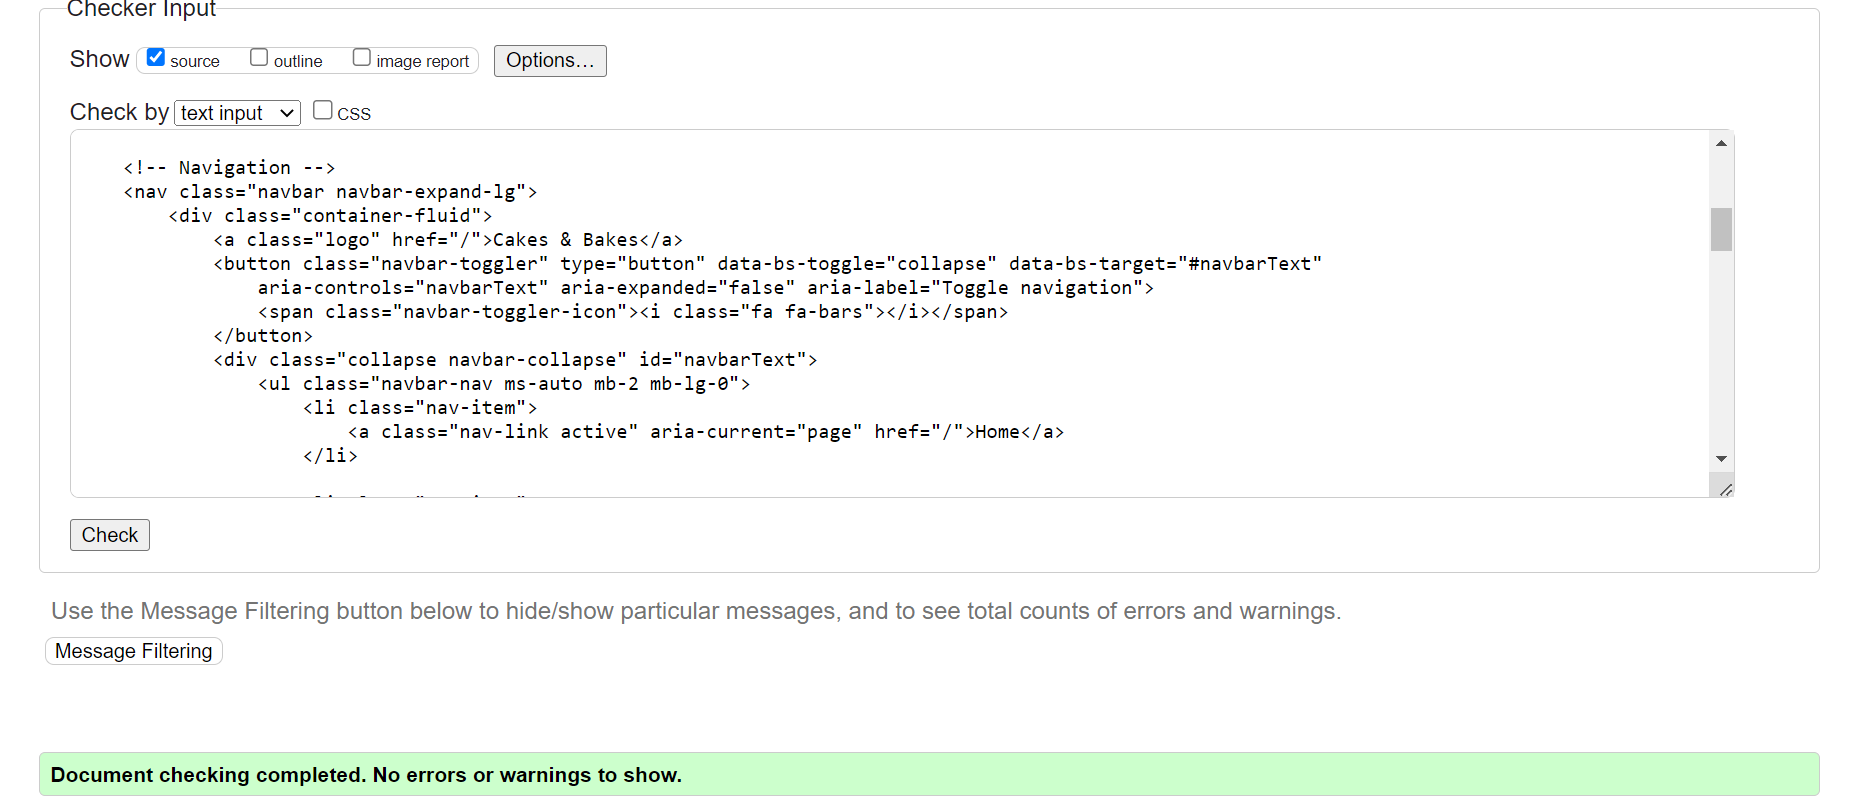 Checker Input
Show source outline image report Options...
Check by text input CSS
<!-- Navigation -->
<nav class="navbar navbar-expand-lg">
<div class="container-fluid">
<a class="logo" href="/">Cakes & Bakes</a>
<button class="navbar-toggler" type="button" data-bs-toggle="collapse" data-bs-target="#navbarText"
aria-controls="navbarText" aria-expanded="false" aria-label="Toggle navigation">
<span class="navbar-toggler-icon"><i class="fa fa-bars"></i></span>
</button>
<div class="collapse navbar-collapse" id="navbarText">
<ul class="navbar-nav ms-auto mb-2 mb-lg-0">
<li class="nav-item">
<a class="nav-link active" aria-current="page" href="/">Home</a>
</li>
Check
Use the Message Filtering button below to hide/show particular messages, and to see total counts of errors and warnings.
Message Filtering
Document checking completed. No errors or warnings to show.